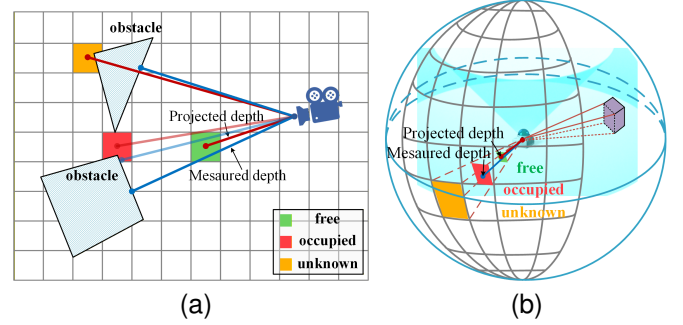 obstacle
Projected depth
obstacle
Mesaured depth
free
occupied
unknown
(a)
Projected depth
Mesaured depth
free
occupied
unknown
(b)